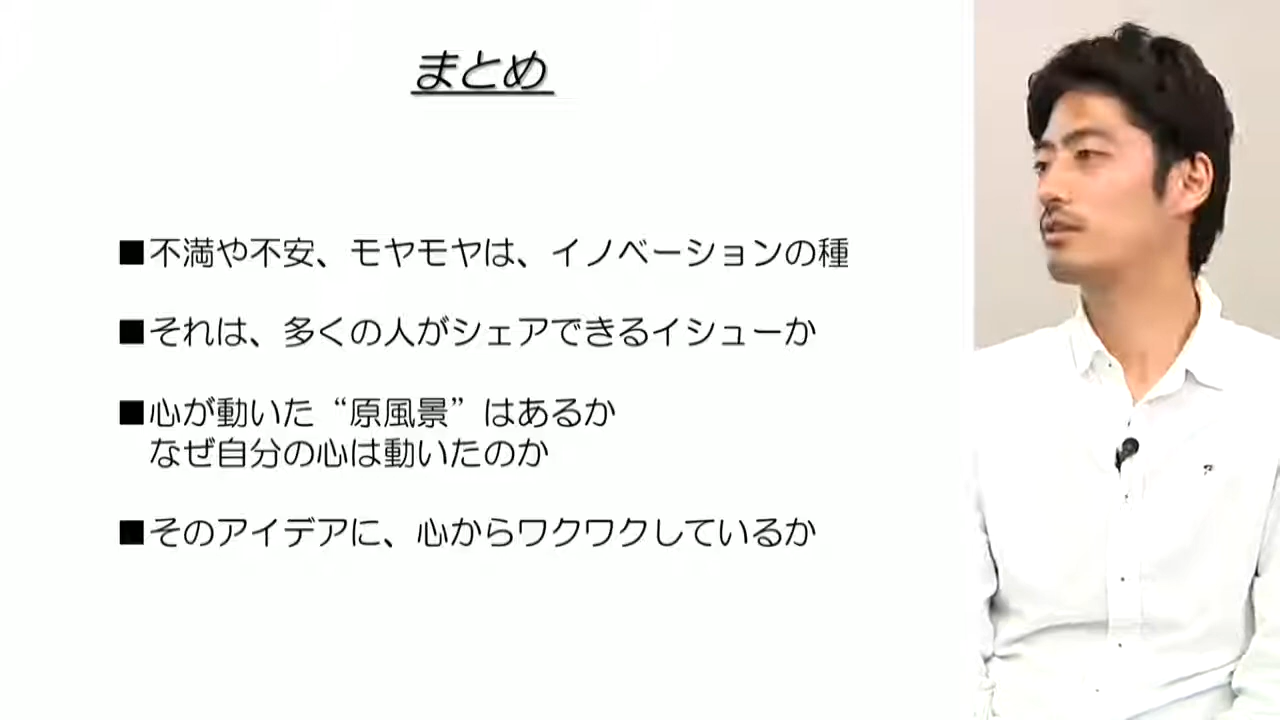 まとめ
■不満や不安、モヤモヤは、イノベーションの種
■それは、多くの人がシェアできるイシューか
■心が動いた“原風景”はあるか
なぜ自分の心は動いたのか
■そのアイデアに、心からワクワクしているか